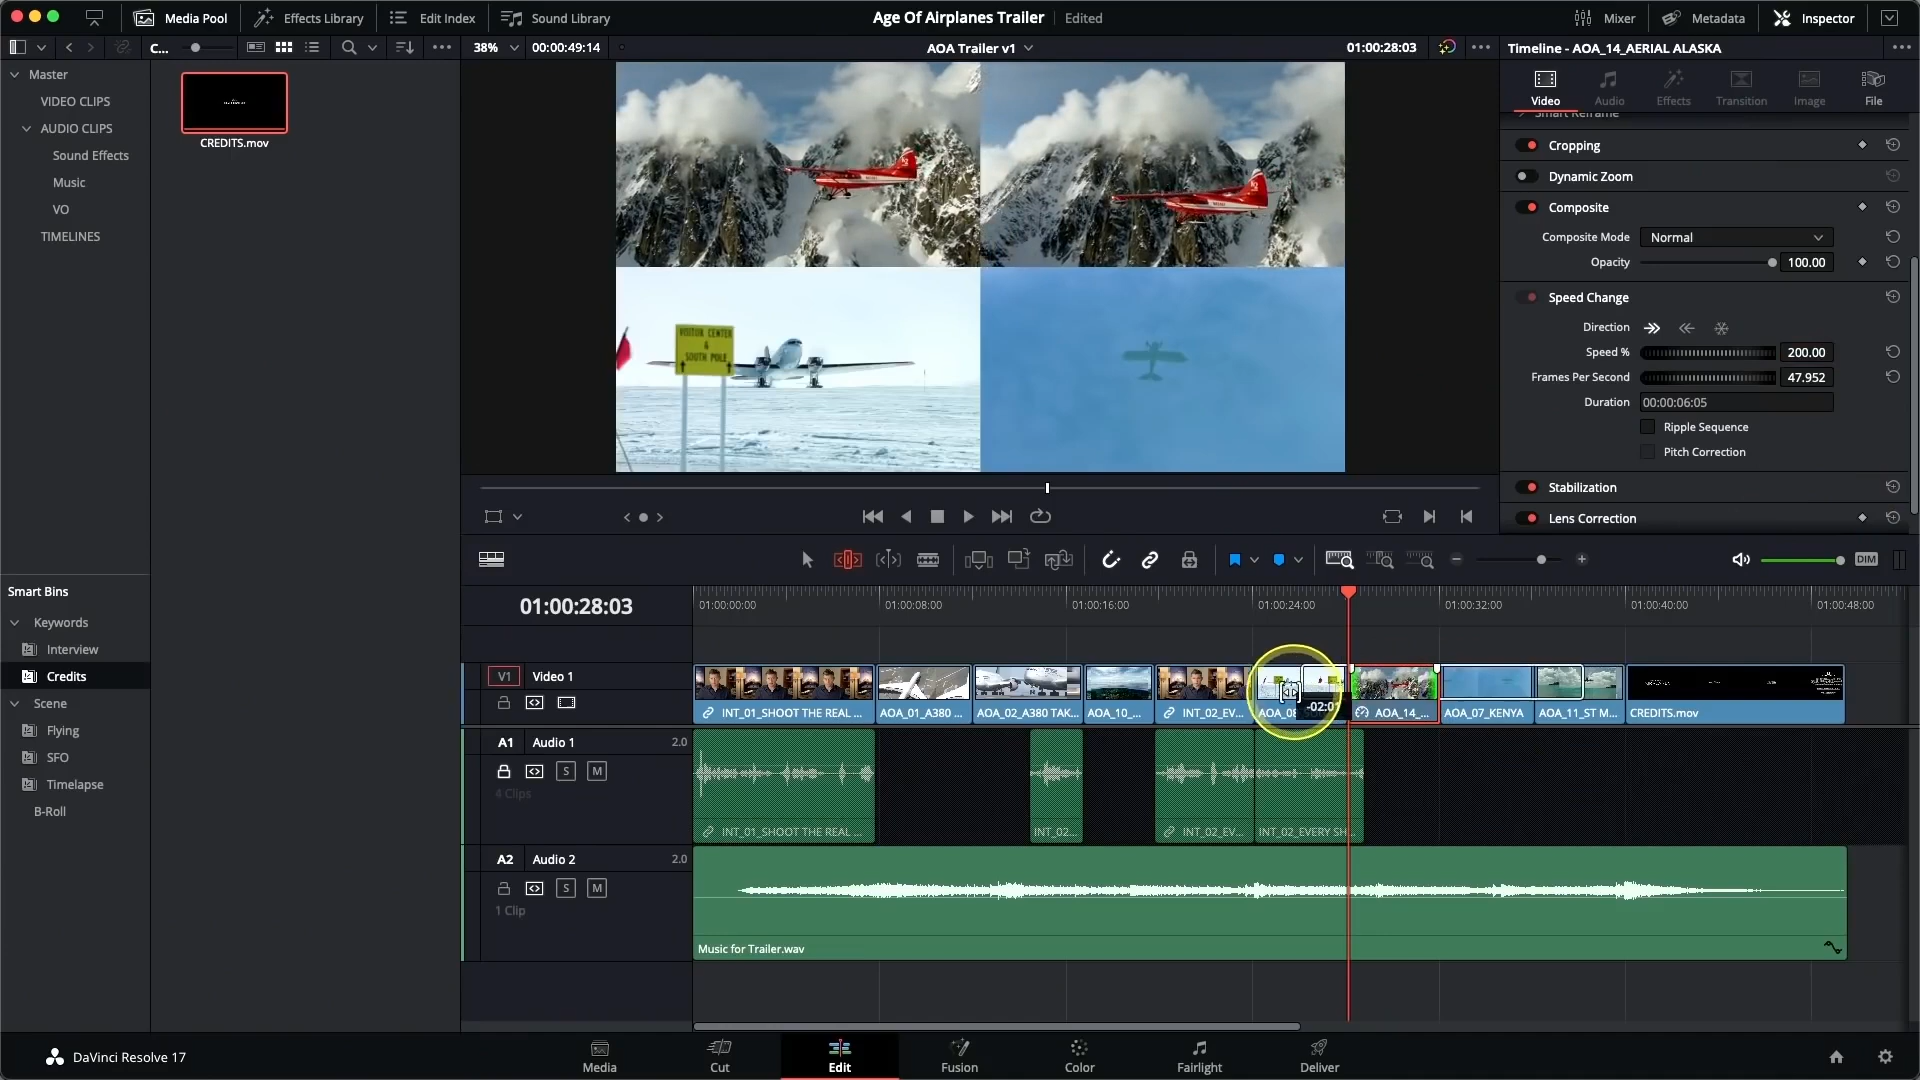 Media Pool
Effects Library
Edit Index
Sound Library
Age Of Airplanes Trailer
Edited
Mixer
Metadata
Inspector
C...
38%
00:00:49:14
AOA Trailer v1
01:00:28:03
Timeline - AOA_14_AERIAL ALASKA
Master
VIDEO CLIPS
AUDIO CLIPS
Sound Effects
Music
VO
TIMELINES
CREDITS.mov
VISITOR CENTER
&
SOUTH POLE
Video
Audio
Effects
Transition
Image
File
Smart Reframe
Cropping
Dynamic Zoom
Composite
Composite Mode
Normal
Opacity
100.00
Speed Change
Direction
Speed %
200.00
Frames Per Second
47.952
Duration
00:00:06:05
Ripple Sequence
Pitch Correction
Stabilization
Lens Correction
DIM
Smart Bins
Keywords
Interview
Credits
Scene
Flying
SFO
Timelapse
B-Roll
01:00:28:03
01:00:00:00
01:00:08:00
01:00:16:00
01:00:24:00
01:00:32:00
01:00:40:00
01:00:48:00
V1
Video 1
INT_01_SHOOT THE REAL ...
AOA_01_A380 ...
AOA_02_A380 TAK...
AOA_10_...
INT_02_EV...
-02:01
AOA_14_...
AOA_07_KENYA
AOA_11_ST M...
CREDITS.mov
A1
Audio 1
2.0
S
M
4 Clips
INT_01_SHOOT THE REAL ...
INT_02...
INT_02_EV...
INT_02_EVERY SH...
A2
Audio 2
2.0
S
M
1 Clip
Music for Trailer.wav
DaVinci Resolve 17
Media
Cut
Edit
Fusion
Color
Fairlight
Deliver